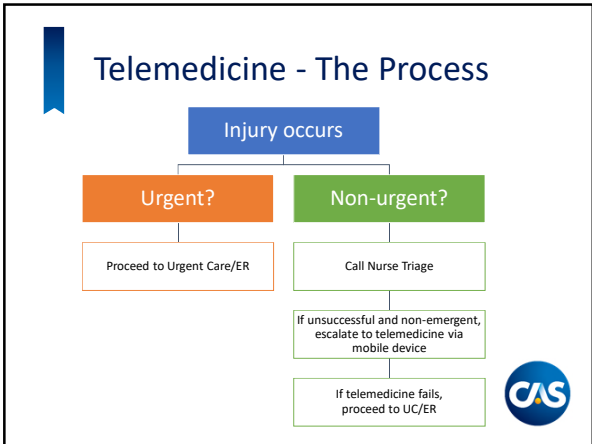 Telemedicine - The Process
Injury occurs
Urgent?
Non-urgent?
Proceed to Urgent Care/ER
Call Nurse Triage
If unsuccessful and non-emergent,
escalate to telemedicine via
mobile device
If telemedicine fails,
proceed to UC/ER
CAS